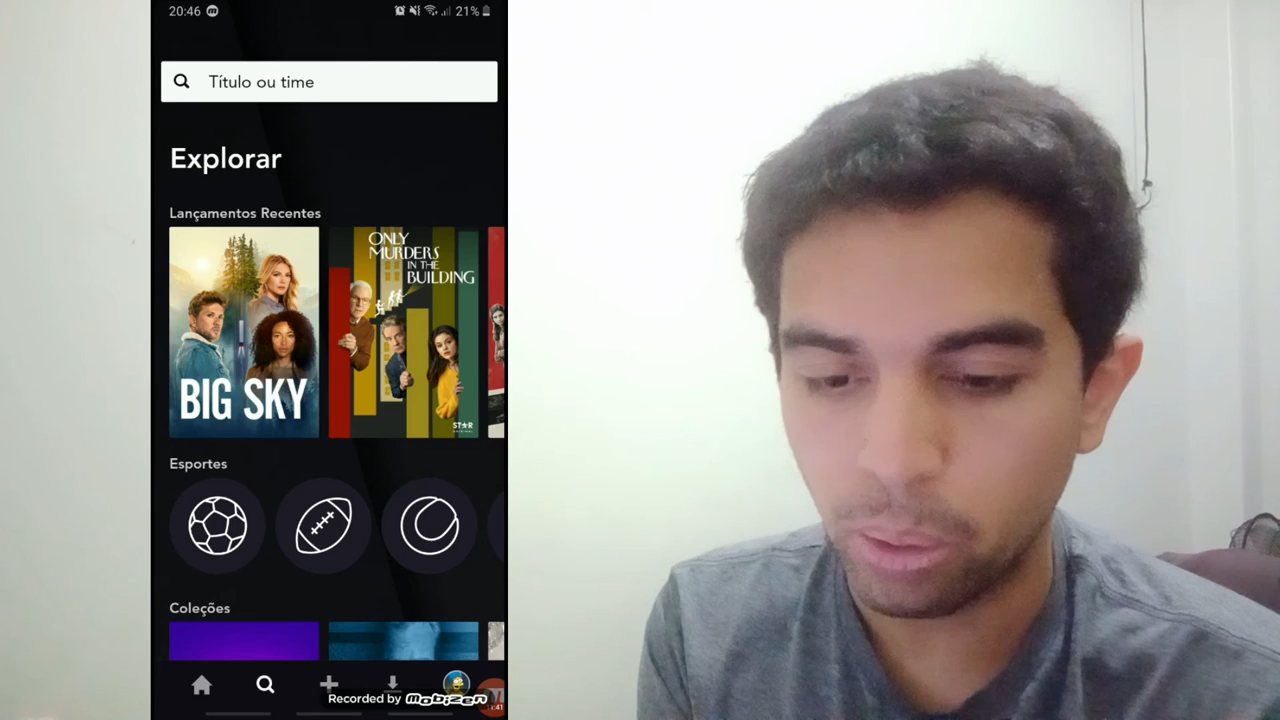 20:46
21%
Título ou time
Explorar
Lançamentos Recentes
BIG SKY
ONLY
MURDERS
IN THE
BUILDING
STAR
ORIGINAL
Esportes
Coleções
Recorded by mobizen